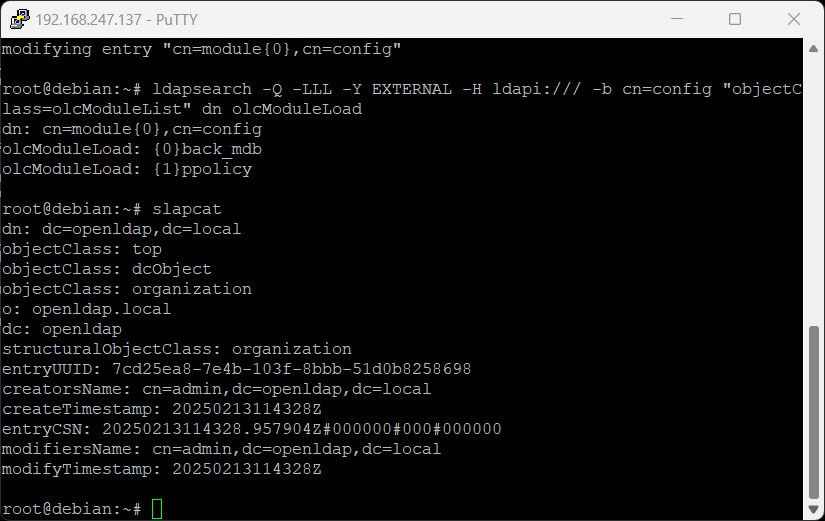 192.168.247.137 - PuTTY
modifying entry "cn=module{0},cn=config"
root@debian:~# ldapsearch -Q -LLL -Y EXTERNAL -H ldapi:/// -b cn=config "objectC
lass=olcModuleList" dn olcModuleLoad
dn: cn=module{0},cn=config
olcModuleLoad: {0}back_mdb
olcModuleLoad: {1}ppolicy
root@debian:~# slapcat
dn: dc=openldap,dc=local
objectClass: top
objectClass: dcObject
objectClass: organization
o: openldap.local
dc: openldap
structuralObjectClass: organization
entryUUID: 7cd25ea8-7e4b-103f-8bbb-51d0b8258698
creatorsName: cn=admin,dc=openldap,dc=local
createTimestamp: 20250213114328Z
entryCSN: 20250213114328.957904Z#000000#000#000000
modifiersName: cn=admin,dc=openldap,dc=local
modifyTimestamp: 20250213114328Z
root@debian:~#